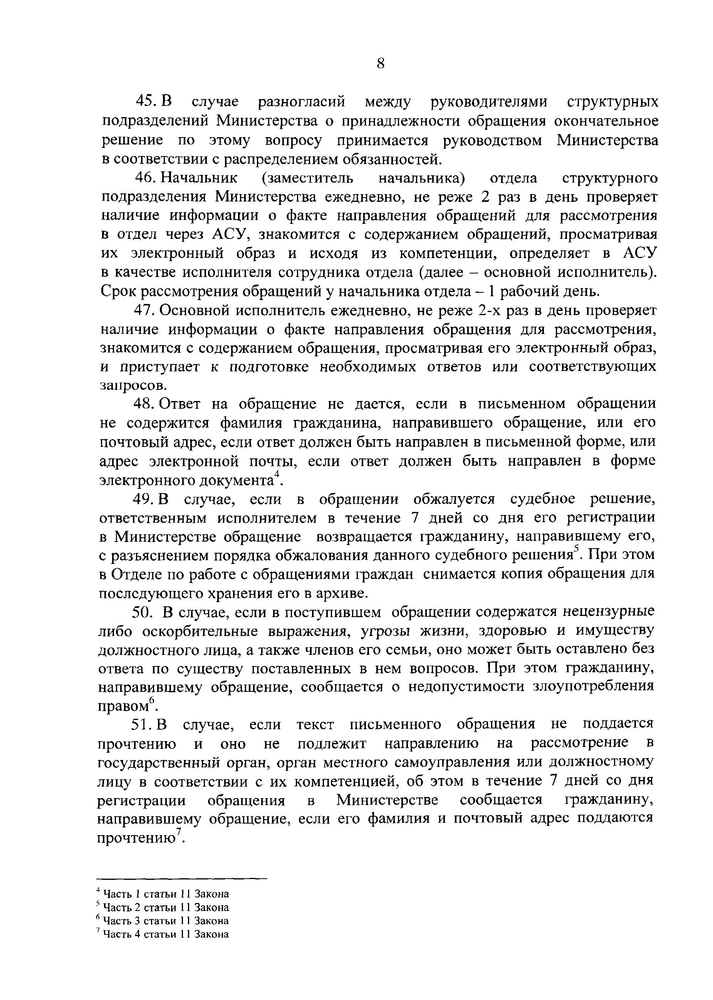 8
45. В случае разногласий между руководителями структурных
подразделений Министерства о принадлежности обращения окончательное
решение по этому вопросу принимается руководством Министерства
в соответствии с распределением обязанностей.
46. Начальник (заместитель начальника) отдела структурного
подразделения Министерства ежедневно, не реже 2 раз в день проверяет
наличие информации о факте направления обращений для рассмотрения
в отдел через АСУ, знакомится с содержанием обращений, просматривая
их электронный образ и исходя из компетенции, определяет в АСУ
в качестве исполнителя сотрудника отдела (далее – основной исполнитель).
Срок рассмотрения обращений у начальника отдела – 1 рабочий день.
47. Основной исполнитель ежедневно, не реже 2-х раз в день проверяет
наличие информации о факте направления обращения для рассмотрения,
знакомится с содержанием обращения, просматривая его электронный образ,
и приступает к подготовке необходимых ответов или соответствующих
запросов.
48. Ответ на обращение не дается, если в письменном обращении
не содержится фамилия гражданина, направившего обращение, или его
почтовый адрес, если ответ должен быть направлен в письменной форме, или
адрес электронной почты, если ответ должен быть направлен в форме
электронного документа⁴.
49. В случае, если в обращении обжалуется судебное решение,
ответственным исполнителем в течение 7 дней со дня его регистрации
в Министерстве обращение возвращается гражданину, направившему его,
с разъяснением порядка обжалования данного судебного решения⁵. При этом
в Отделе по работе с обращениями граждан снимается копия обращения для
последующего хранения его в архиве.
50. В случае, если в поступившем обращении содержатся нецензурные
либо оскорбительные выражения, угрозы жизни, здоровью и имуществу
должностного лица, а также членов его семьи, оно может быть оставлено без
ответа по существу поставленных в нем вопросов. При этом гражданину,
направившему обращение, сообщается о недопустимости злоупотребления
правом⁶.
51. В случае, если текст письменного обращения не поддается
прочтению и оно не подлежит направлению на рассмотрение в
государственный орган, орган местного самоуправления или должностному
лицу в соответствии с их компетенцией, об этом в течение 7 дней со дня
регистрации обращения в Министерстве сообщается гражданину,
направившему обращение, если его фамилия и почтовый адрес поддаются
прочтению⁷.
⁴ Часть 1 статьи 11 Закона
⁵ Часть 2 статьи 11 Закона
⁶ Часть 3 статьи 11 Закона
⁷ Часть 4 статьи 11 Закона